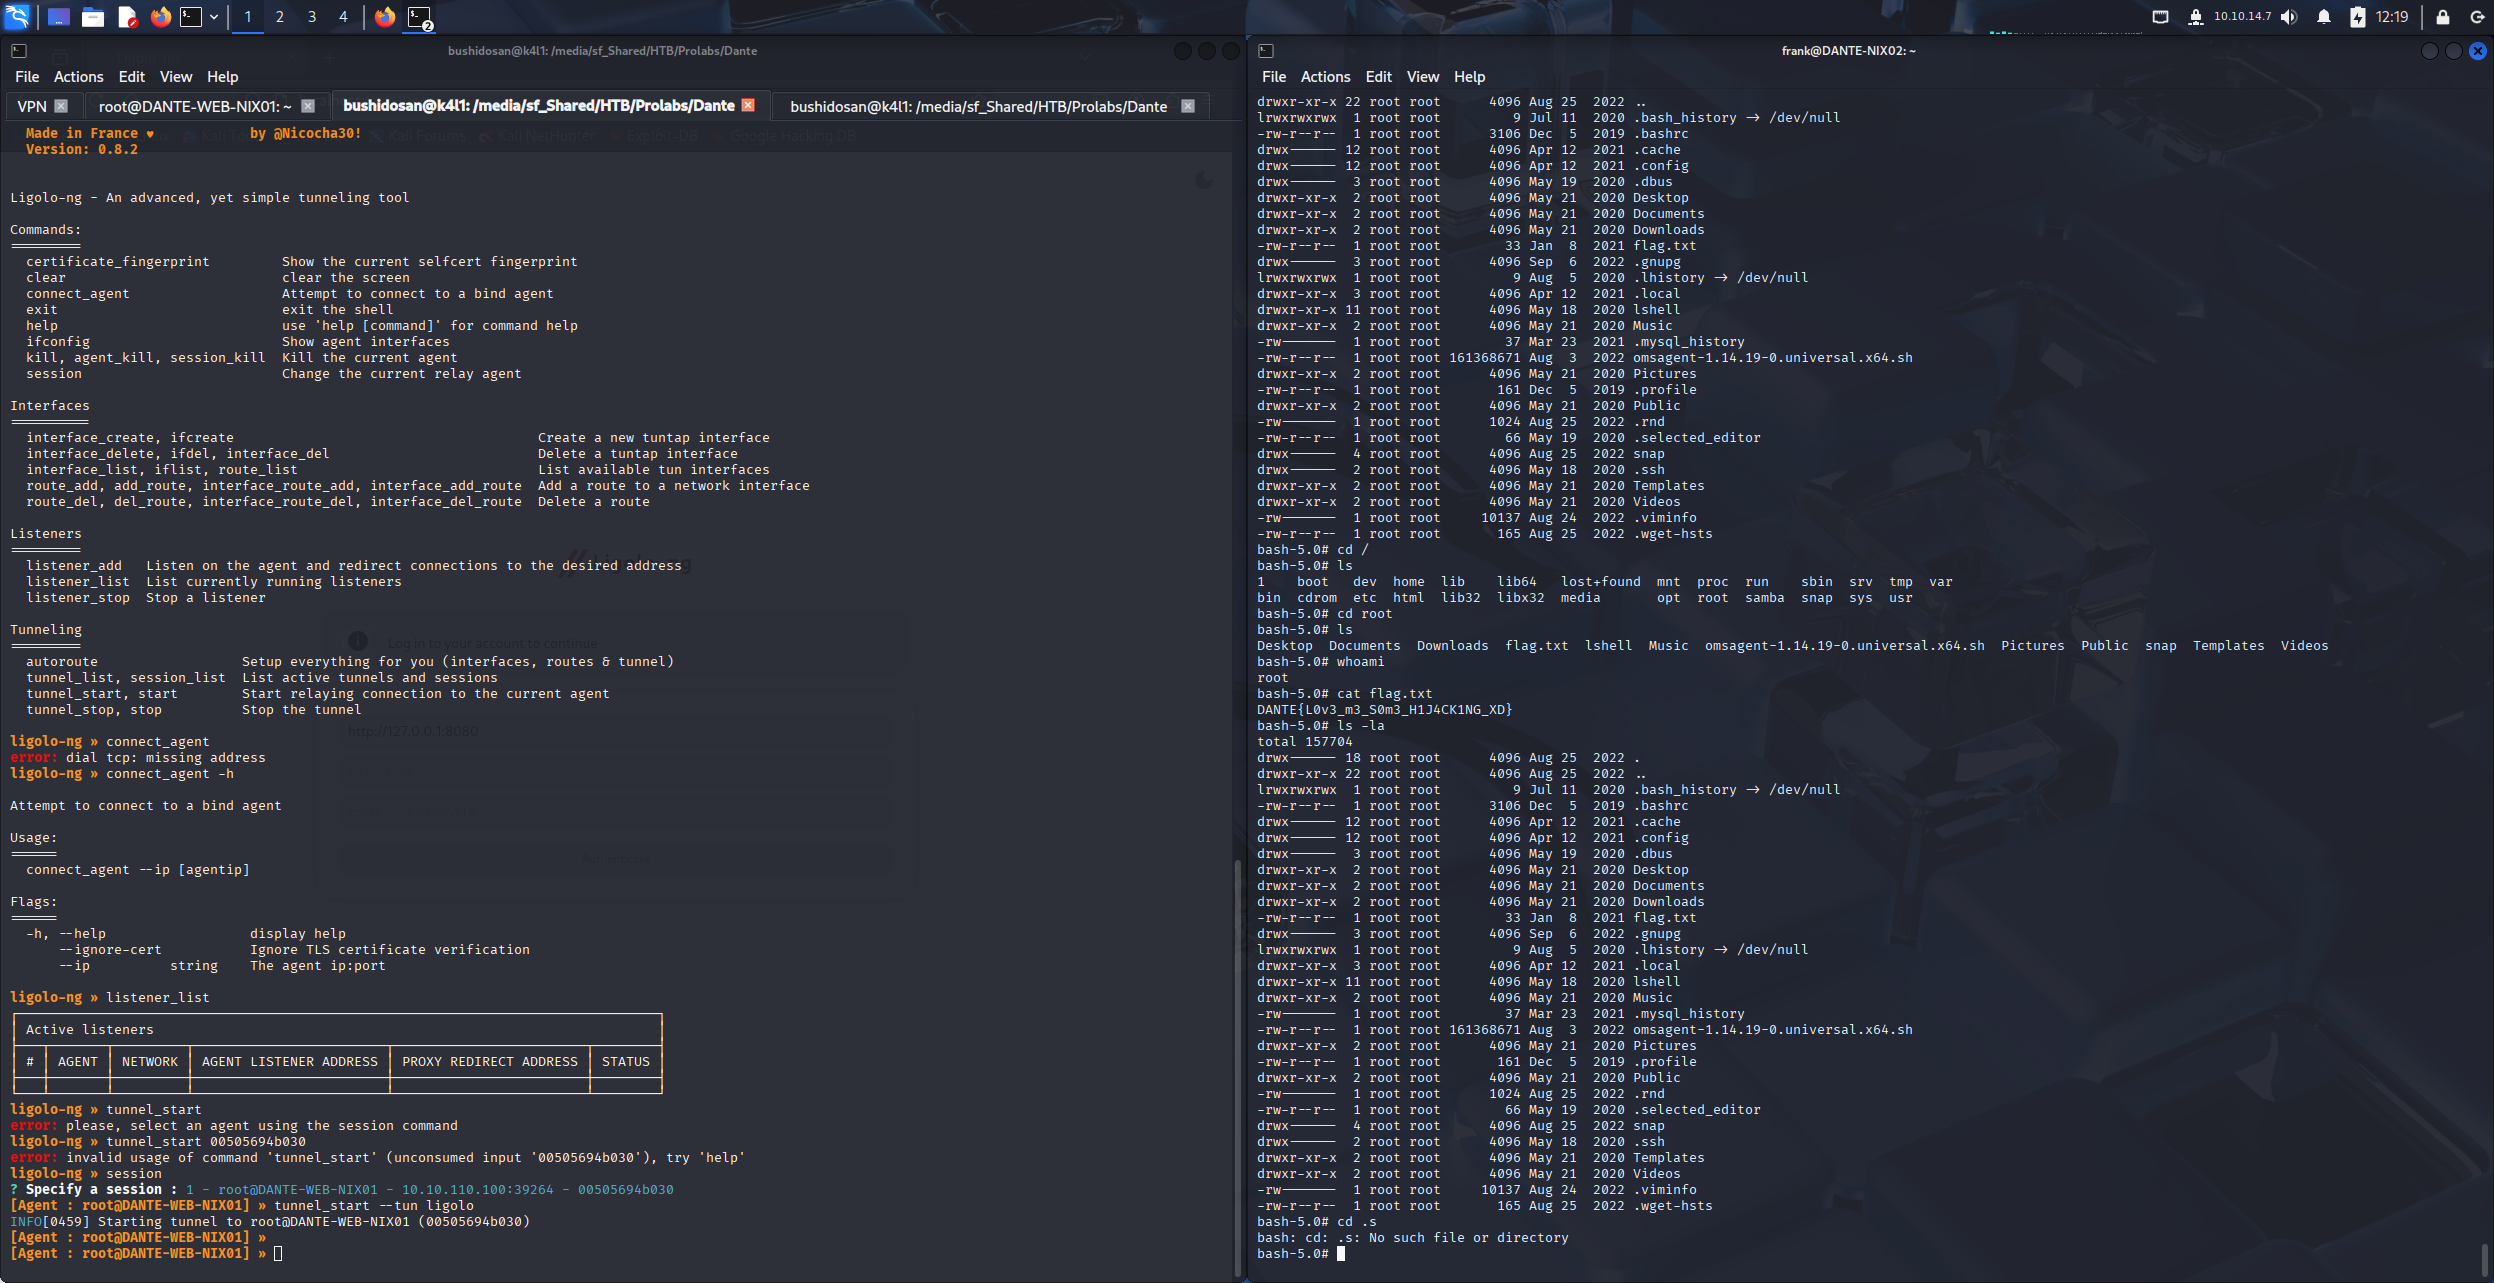 1 2 3 4 10.10.14.7 12:19
bushidosan@k4l1: /media/sf_Shared/HTB/Prolabs/Dante
File Actions Edit View Help
VPN root@DANTE-WEB-NIX01: ~ bushidosan@k4l1: /media/sf_Shared/HTB/Prolabs/Dante bushidosan@k4l1: /media/sf_Shared/HTB/Prolabs/Dante
Made in France ♥ by @Nicocha30!
Version: 0.8.2
Ligolo-ng - An advanced, yet simple tunneling tool
Commands:
=========
certificate_fingerprint Show the current selfcert fingerprint
clear clear the screen
connect_agent Attempt to connect to a bind agent
exit exit the shell
help use 'help [command]' for command help
ifconfig Show agent interfaces
kill, agent_kill, session_kill Kill the current agent
session Change the current relay agent
Interfaces
==========
interface_create, ifcreate Create a new tuntap interface
interface_delete, ifdel, interface_del Delete a tuntap interface
interface_list, iflist, route_list List available tun interfaces
route_add, add_route, interface_route_add, interface_add_route Add a route to a network interface
route_del, del_route, interface_route_del, interface_del_route Delete a route
Listeners
=========
listener_add Listen on the agent and redirect connections to the desired address
listener_list List currently running listeners
listener_stop Stop a listener
Tunneling
=========
autoroute Setup everything for you (interfaces, routes & tunnel)
tunnel_list, session_list List active tunnels and sessions
tunnel_start, start Start relaying connection to the current agent
tunnel_stop, stop Stop the tunnel
ligolo-ng » connect_agent
error: dial tcp: missing address
ligolo-ng » connect_agent -h
Attempt to connect to a bind agent
Usage:
======
connect_agent --ip [agentip]
Flags:
======
-h, --help display help
--ignore-cert Ignore TLS certificate verification
--ip string The agent ip:port
ligolo-ng » listener_list
Active listeners
# AGENT NETWORK AGENT LISTENER ADDRESS PROXY REDIRECT ADDRESS STATUS
ligolo-ng » tunnel_start
error: please, select an agent using the session command
ligolo-ng » tunnel_start 00505694b030
error: invalid usage of command 'tunnel_start' (unconsumed input '00505694b030'), try 'help'
ligolo-ng » session
? Specify a session : 1 - root@DANTE-WEB-NIX01 - 10.10.110.100:39264 - 00505694b030
[Agent : root@DANTE-WEB-NIX01] » tunnel_start --tun ligolo
INFO[0459] Starting tunnel to root@DANTE-WEB-NIX01 (00505694b030)
[Agent : root@DANTE-WEB-NIX01] »
[Agent : root@DANTE-WEB-NIX01] »
Kali Forums Kali NetHunter Exploit-DB Google Hacking DB
Log in to your account to continue
http://127.0.0.1:8080
frank@DANTE-NIX02: ~
File Actions Edit View Help
drwxr-xr-x 22 root root 4096 Aug 25 2022 ..
lrwxrwxrwx 1 root root 9 Jul 11 2020 .bash_history -> /dev/null
-rw-r--r-- 1 root root 3106 Dec 5 2019 .bashrc
drwx------ 12 root root 4096 Apr 12 2021 .cache
drwx------ 12 root root 4096 Apr 12 2021 .config
drwx------ 3 root root 4096 May 19 2020 .dbus
drwxr-xr-x 2 root root 4096 May 21 2020 Desktop
drwxr-xr-x 2 root root 4096 May 21 2020 Documents
drwxr-xr-x 2 root root 4096 May 21 2020 Downloads
-rw-r--r-- 1 root root 33 Jan 8 2021 flag.txt
drwx------ 3 root root 4096 Sep 6 2022 .gnupg
lrwxrwxrwx 1 root root 9 Aug 5 2020 .lhistory -> /dev/null
drwxr-xr-x 3 root root 4096 Apr 12 2021 .local
drwxr-xr-x 11 root root 4096 May 18 2020 lshell
drwxr-xr-x 2 root root 4096 May 21 2020 Music
-rw------- 1 root root 37 Mar 23 2021 .mysql_history
-rw-r--r-- 1 root root 161368671 Aug 3 2022 omsagent-1.14.19-0.universal.x64.sh
drwxr-xr-x 2 root root 4096 May 21 2020 Pictures
-rw-r--r-- 1 root root 161 Dec 5 2019 .profile
drwxr-xr-x 2 root root 4096 May 21 2020 Public
-rw------- 1 root root 1024 Aug 25 2022 .rnd
-rw-r--r-- 1 root root 66 May 19 2020 .selected_editor
drwx------ 4 root root 4096 Aug 25 2022 snap
drwx------ 2 root root 4096 May 18 2020 .ssh
drwxr-xr-x 2 root root 4096 May 21 2020 Templates
drwxr-xr-x 2 root root 4096 May 21 2020 Videos
-rw------- 1 root root 10137 Aug 24 2022 .viminfo
-rw-r--r-- 1 root root 165 Aug 25 2022 .wget-hsts
bash-5.0# cd /
bash-5.0# ls
1 boot dev home lib lib64 lost+found mnt proc run sbin srv tmp var
bin cdrom etc html lib32 libx32 media opt root samba snap sys usr
bash-5.0# cd root
bash-5.0# ls
Desktop Documents Downloads flag.txt lshell Music omsagent-1.14.19-0.universal.x64.sh Pictures Public snap Templates Videos
bash-5.0# whoami
root
bash-5.0# cat flag.txt
DANTE{L0v3_m3_S0m3_H1J4CK1NG_XD}
bash-5.0# ls -la
total 157704
drwx------ 18 root root 4096 Aug 25 2022 .
drwxr-xr-x 22 root root 4096 Aug 25 2022 ..
lrwxrwxrwx 1 root root 9 Jul 11 2020 .bash_history -> /dev/null
-rw-r--r-- 1 root root 3106 Dec 5 2019 .bashrc
drwx------ 12 root root 4096 Apr 12 2021 .cache
drwx------ 12 root root 4096 Apr 12 2021 .config
drwx------ 3 root root 4096 May 19 2020 .dbus
drwxr-xr-x 2 root root 4096 May 21 2020 Desktop
drwxr-xr-x 2 root root 4096 May 21 2020 Documents
drwxr-xr-x 2 root root 4096 May 21 2020 Downloads
-rw-r--r-- 1 root root 33 Jan 8 2021 flag.txt
drwx------ 3 root root 4096 Sep 6 2022 .gnupg
lrwxrwxrwx 1 root root 9 Aug 5 2020 .lhistory -> /dev/null
drwxr-xr-x 3 root root 4096 Apr 12 2021 .local
drwxr-xr-x 11 root root 4096 May 18 2020 lshell
drwxr-xr-x 2 root root 4096 May 21 2020 Music
-rw------- 1 root root 37 Mar 23 2021 .mysql_history
-rw-r--r-- 1 root root 161368671 Aug 3 2022 omsagent-1.14.19-0.universal.x64.sh
drwxr-xr-x 2 root root 4096 May 21 2020 Pictures
-rw-r--r-- 1 root root 161 Dec 5 2019 .profile
drwxr-xr-x 2 root root 4096 May 21 2020 Public
-rw------- 1 root root 1024 Aug 25 2022 .rnd
-rw-r--r-- 1 root root 66 May 19 2020 .selected_editor
drwx------ 4 root root 4096 Aug 25 2022 snap
drwx------ 2 root root 4096 May 18 2020 .ssh
drwxr-xr-x 2 root root 4096 May 21 2020 Templates
drwxr-xr-x 2 root root 4096 May 21 2020 Videos
-rw------- 1 root root 10137 Aug 24 2022 .viminfo
-rw-r--r-- 1 root root 165 Aug 25 2022 .wget-hsts
bash-5.0# cd .s
bash: cd: .s: No such file or directory
bash-5.0#